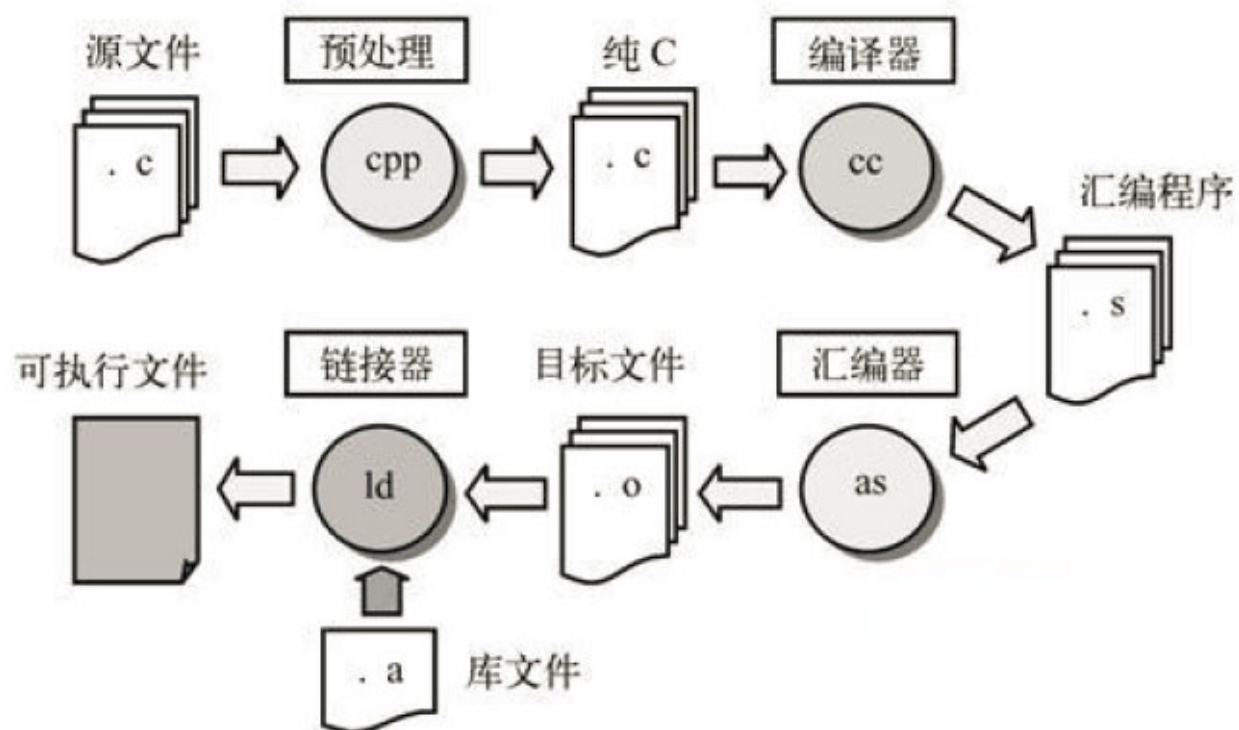 源文件
预处理
纯 C
编译器
. c
cpp
. c
cc
汇编程序
. s
可执行文件
链接器
目标文件
汇编器
ld
. o
as
. a
库文件